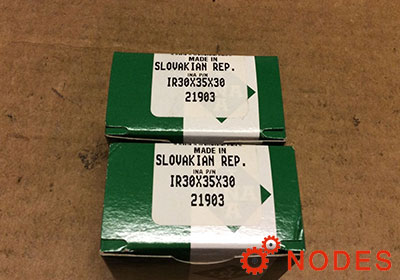 MADE IN
SLOVAKIAN REP.
INA P/N
IR30X35X30
21903
MADE IN
SLOVAKIAN REP.
INA P/N
IR30X35X30
21903
NODES